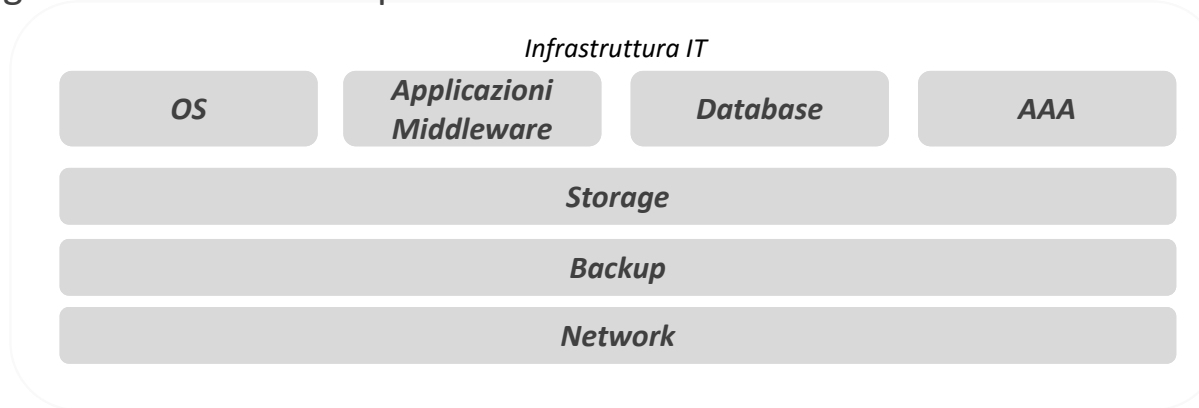 Infrastruttura IT
OS
Applicazioni
Middleware
Database
AAA
Storage
Backup
Network